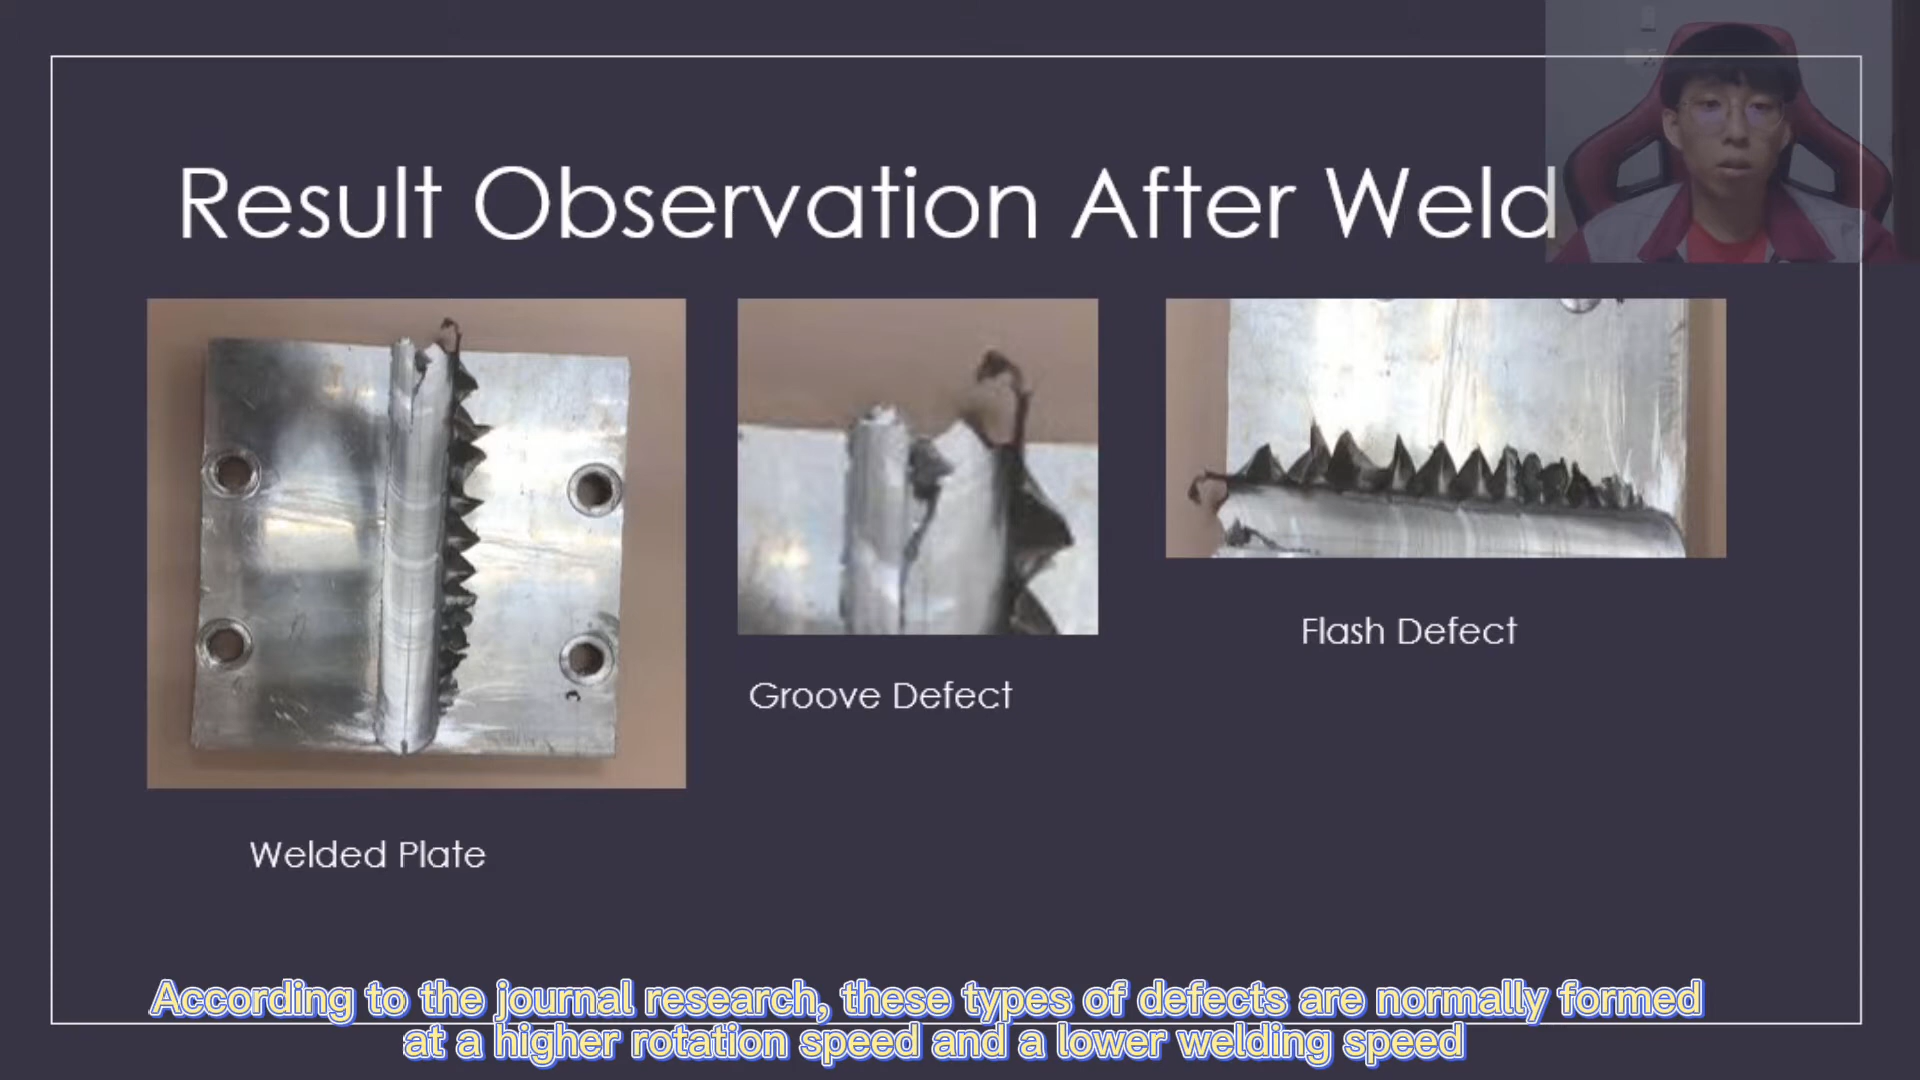 Result Observation After Weld
Flash Defect
Groove Defect
Welded Plate
According to the journal research, these types of defects are normally formed
at a higher rotation speed and a lower welding speed